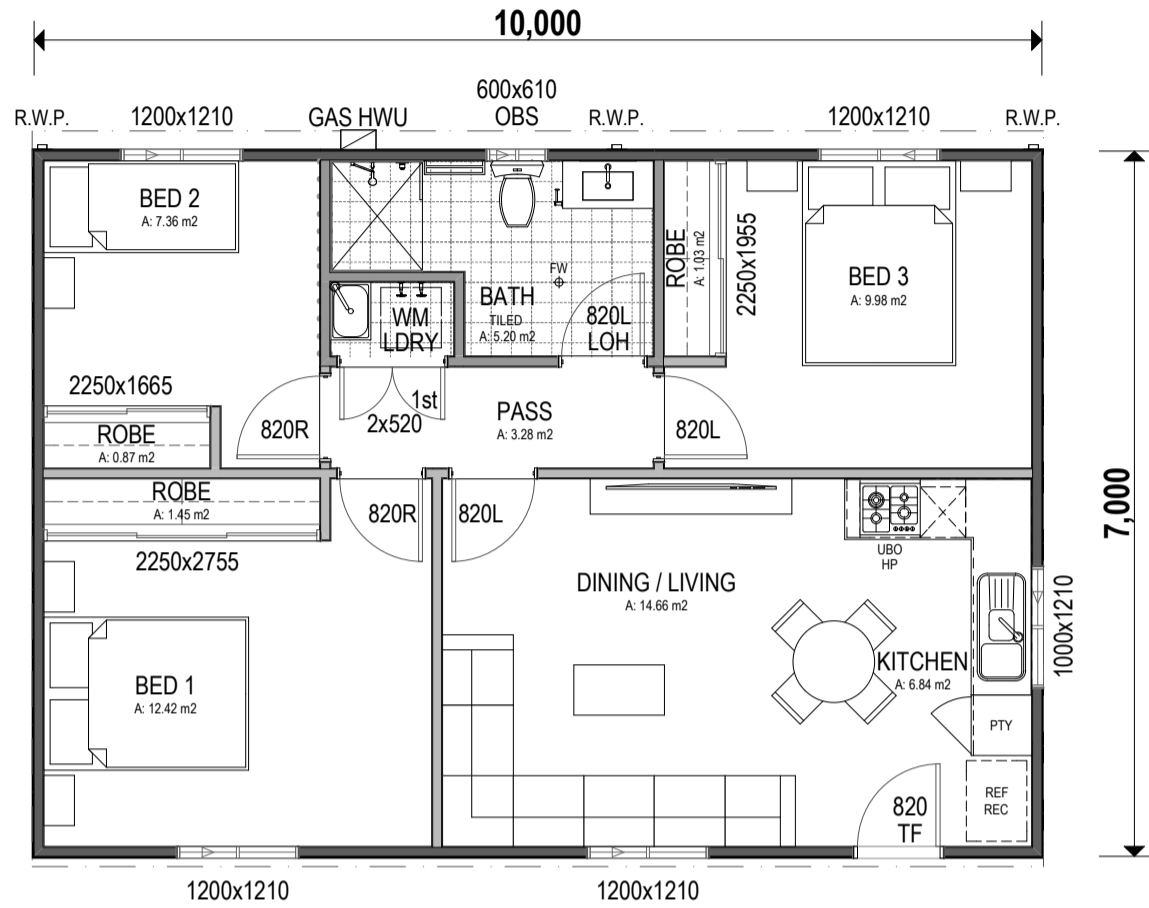 10,000
600x610
R.W.P.
1200x1210
GAS HWU
OBS
R.W.P.
1200x1210
R.W.P.
BED 2
A: 7.36 m2
ROBE
A: 1.03 m2
2250x1955
BED 3
A: 9.98 m2
FW
BATH
TILED
A: 5.20 m2
WM
LDRY
820L
LOH
2250x1665
1st
2x520
PASS
A: 3.28 m2
820R
820L
ROBE
A: 0.87 m2
ROBE
A: 1.45 m2
2250x2755
820R
820L
7,000
UBO
HP
DINING / LIVING
A: 14.66 m2
1000x1210
KITCHEN
A: 6.84 m2
BED 1
A: 12.42 m2
PTY
REF
REC
820
TF
1200x1210
1200x1210